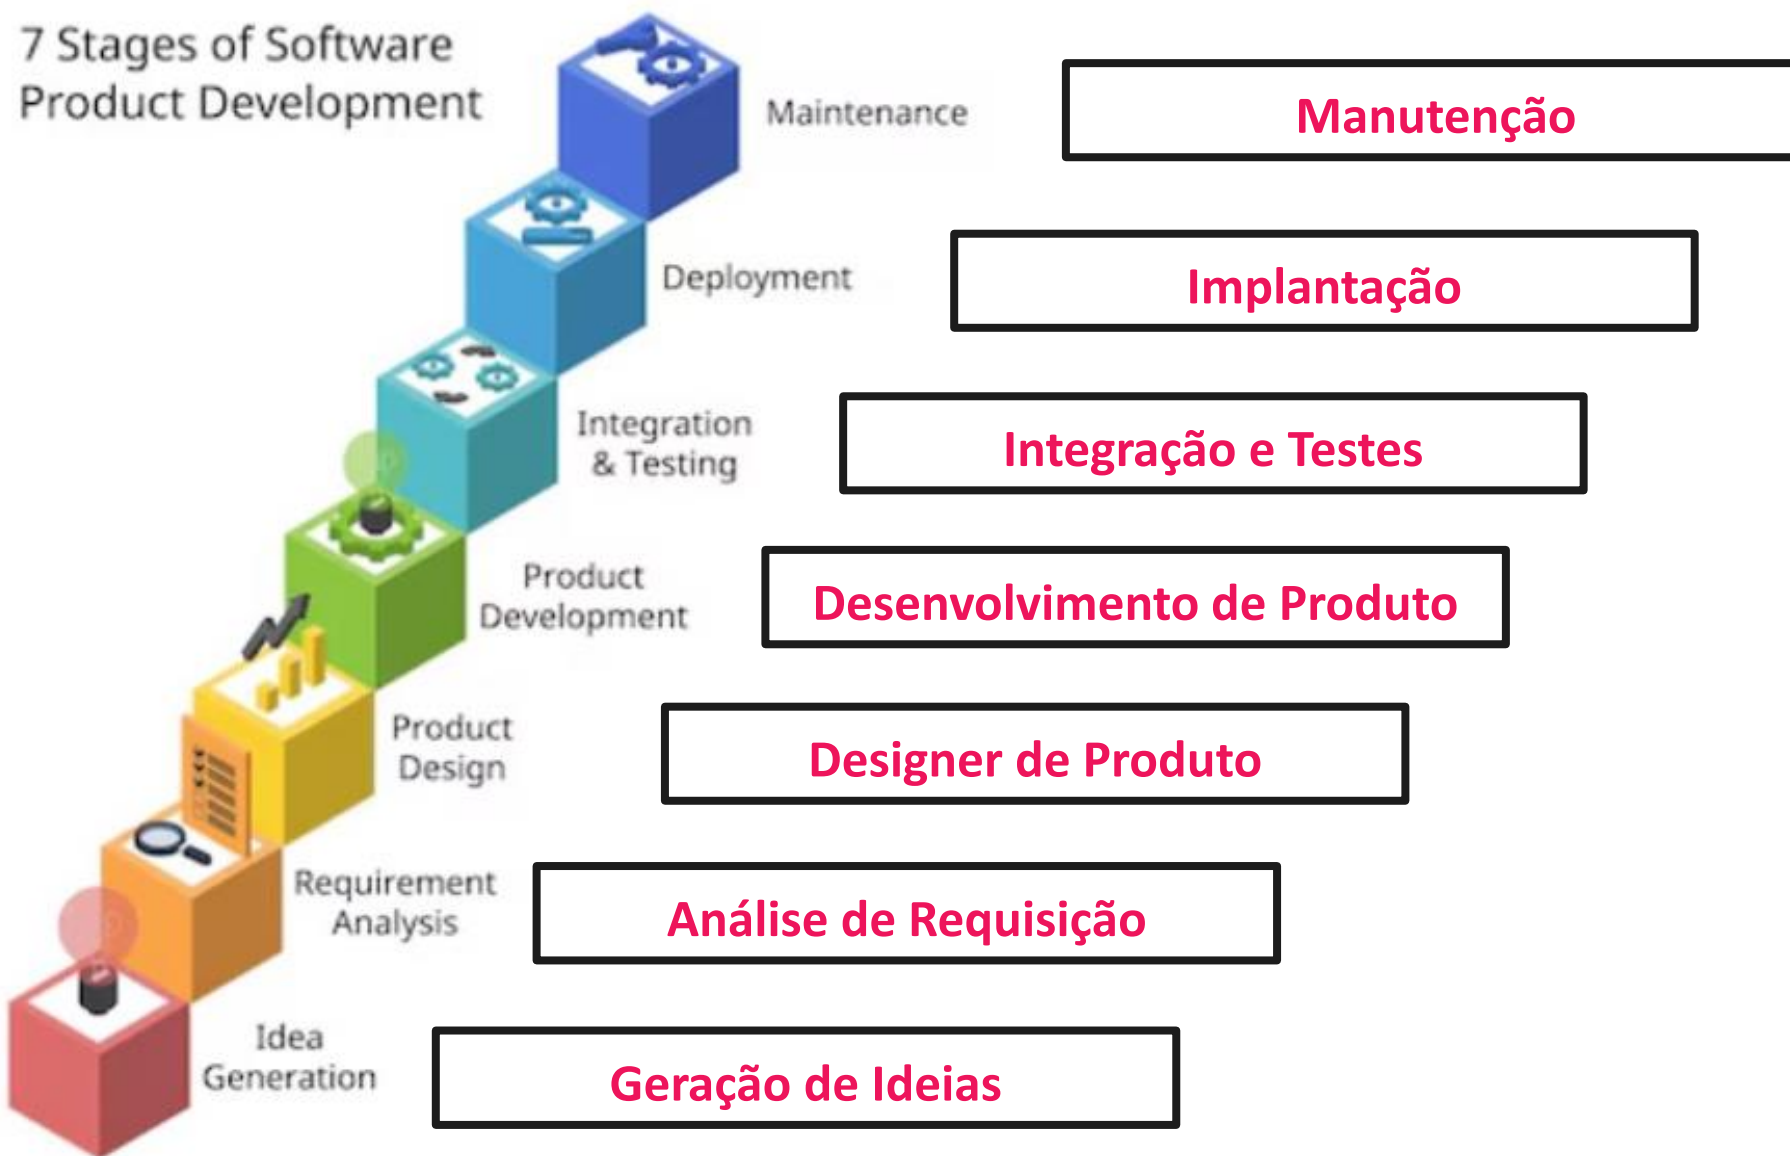 7 Stages of Software
Product Development
Maintenance
Manutenção
Deployment
Implantação
Integration
& Testing
Integração e Testes
Product
Development
Desenvolvimento de Produto
Product
Design
Designer de Produto
Requirement
Analysis
Análise de Requisição
Idea
Generation
Geração de Ideias